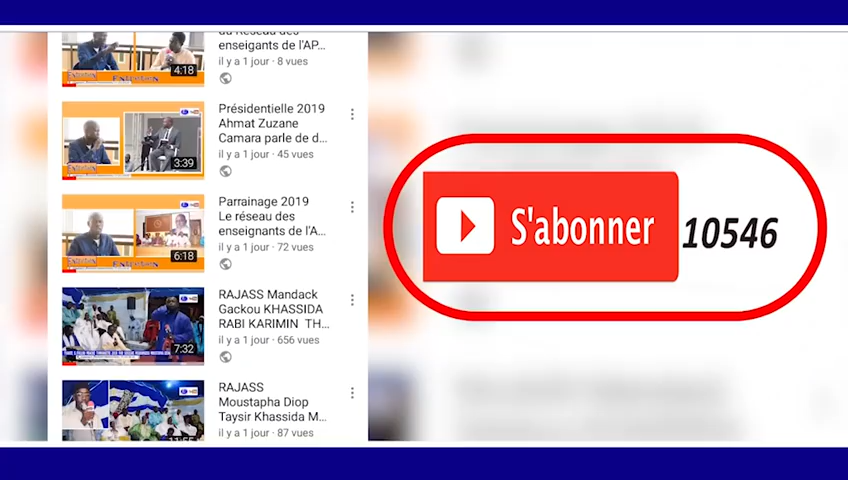 du Réseau des
enseigants de l'AP...
il y a 1 jour · 8 vues
4:18
Présidentielle 2019
Ahmat Zuzane
Camara parle de d...
il y a 1 jour · 45 vues
3:39
Parrainage 2019
Le réseau des
enseignants de l'A...
il y a 1 jour · 72 vues
6:18
RAJASS Mandack
Gackou KHASSIDA
RABI KARIMIN TH...
il y a 1 jour · 656 vues
7:32
RAJASS
Moustapha Diop
Taysir Khassida M...
il y a 1 jour · 87 vues
S'abonner
10546